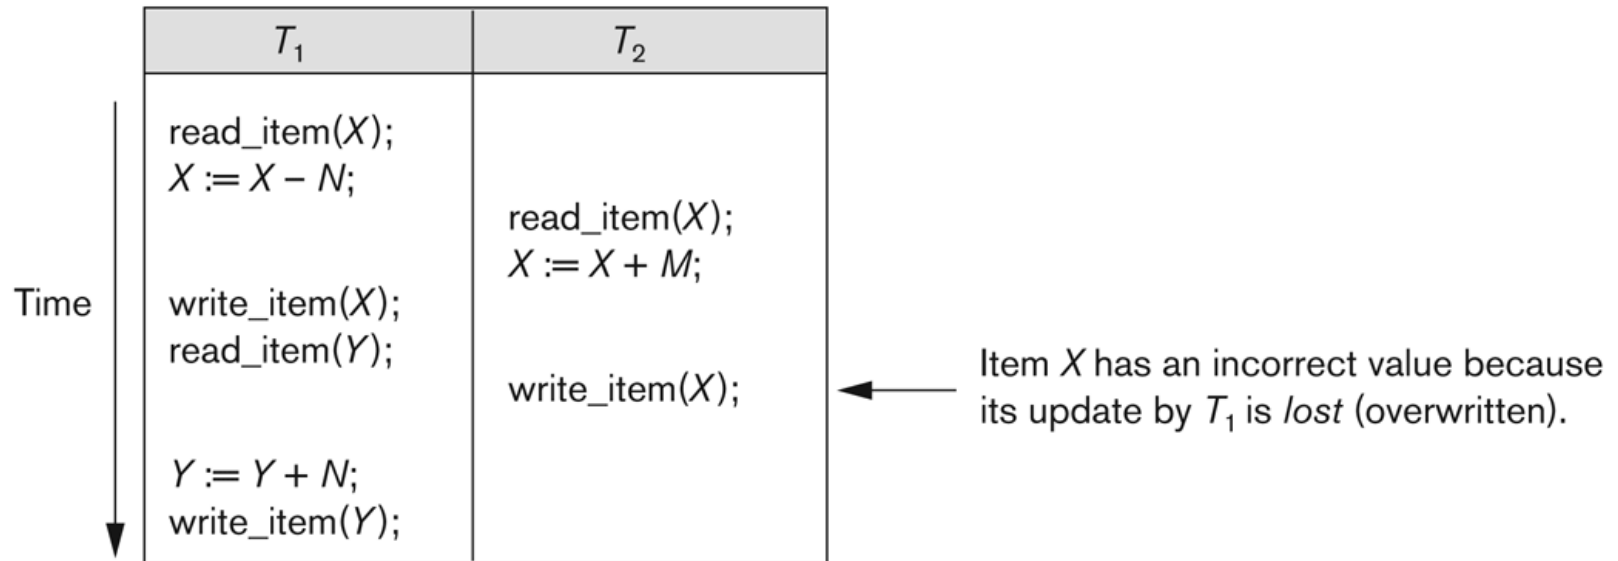 T₁ T₂
read_item(X);
X := X – N;
read_item(X);
X := X + M;
Time
write_item(X);
read_item(Y);
write_item(X);
Item X has an incorrect value because
its update by T₁ is lost (overwritten).
Y := Y + N;
write_item(Y);